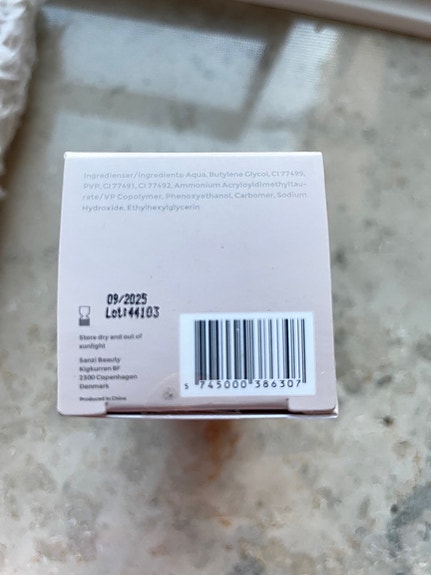 Ingredienser/Ingredients: Aqua, Butylene Glycol, CI 77499,
PVP, CI 77491, CI 77492, Ammonium Acryloyldimethyltau-
rate/VP Copolymer, Phenoxyethanol, Carbomer, Sodium
Hydroxide, Ethylhexylglycerin
09/2025
Lot:44103
Store dry and out of
sunlight
Sanzi Beauty
Kigkurren 8F
2300 Copenhagen
Denmark
Produced in China
5 745000 386307